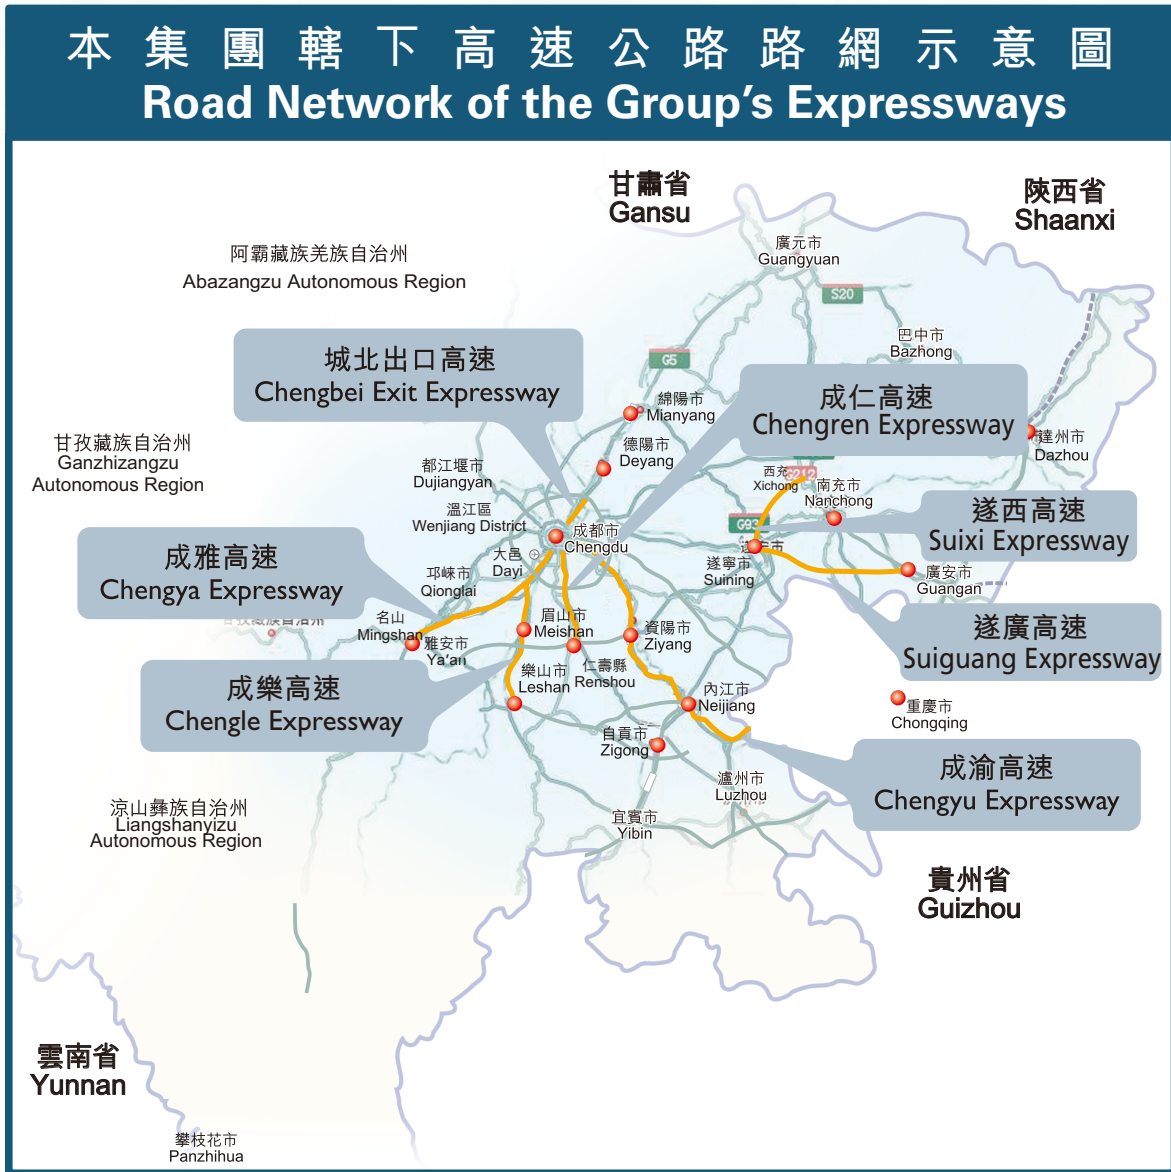 本集團轄下高速公路路網示意圖
Road Network of the Group's Expressways
甘肅省
Gansu
陝西省
Shaanxi
廣元市
Guangyuan
阿霸藏族羌族自治州
Abazangzu Autonomous Region
S20
巴中市
Bazhong
城北出口高速
Chengbei Exit Expressway
G5
成仁高速
Chengren Expressway
綿陽市
Mianyang
甘孜藏族自治州
Ganzhizangzu
Autonomous Region
德陽市
Deyang
達州市
Dazhou
都江堰市
Dujiangyan
西充
Xichong
G212
南充市
Nanchong
溫江區
Wenjiang District
G93
遂西高速
Suixi Expressway
成都市
Chengdu
成雅高速
Chengya Expressway
大邑
Dayi
遂寧市
Suining
邛崍市
Qionglai
廣安市
Guangan
名山
Mingshan
眉山市
Meishan
資陽市
Ziyang
遂廣高速
Suiguang Expressway
雅安市
Ya'an
樂山市
Leshan
仁壽縣
Renshou
成樂高速
Chengle Expressway
內江市
Neijiang
重慶市
Chongqing
自貢市
Zigong
成渝高速
Chengyu Expressway
瀘州市
Luzhou
涼山彝族自治州
Liangshanyizu
Autonomous Region
宜賓市
Yibin
貴州省
Guizhou
雲南省
Yunnan
攀枝花市
Panzhihua